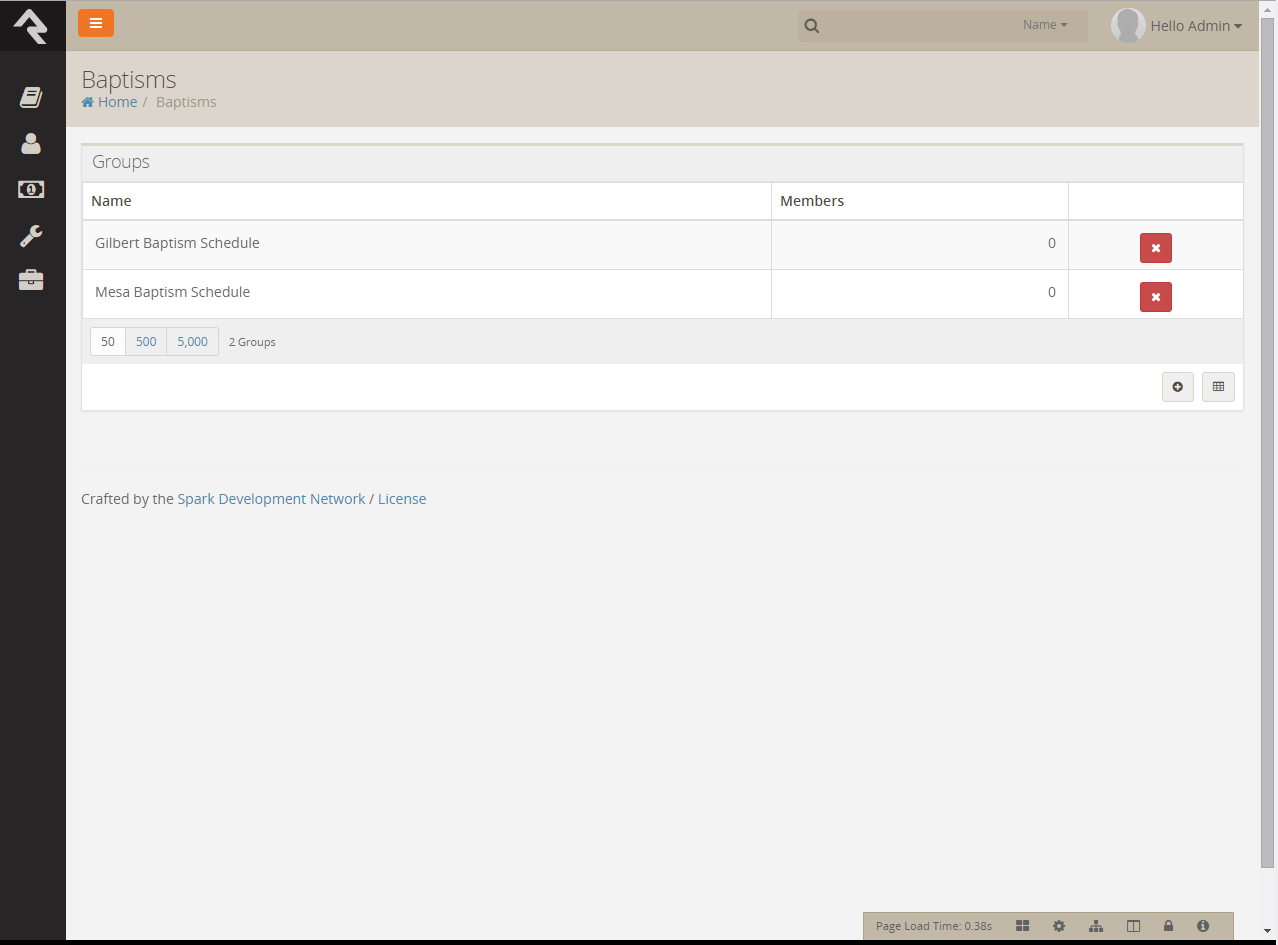 Name
Hello Admin
Baptisms
Home / Baptisms
Groups
Name Members
Gilbert Baptism Schedule 0
Mesa Baptism Schedule 0
50 500 5,000 2 Groups
Crafted by the Spark Development Network / License
Page Load Time: 0.38s